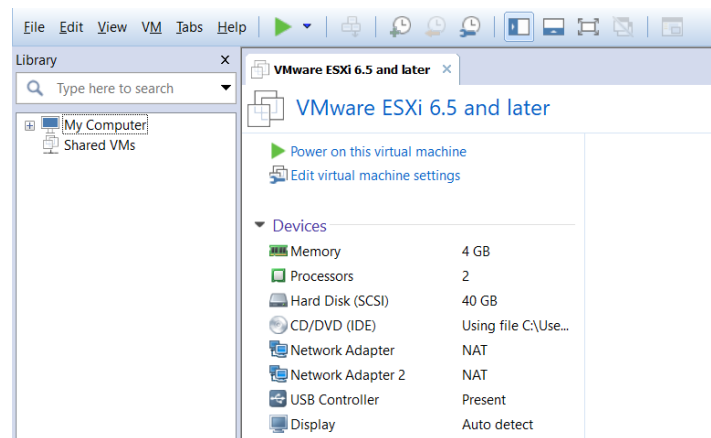 File Edit View VM Tabs Help
Library x
VMware ESXi 6.5 and later ×
Type here to search
VMware ESXi 6.5 and later
My Computer
Shared VMs
Power on this virtual machine
Edit virtual machine settings
Devices
Memory 4 GB
Processors 2
Hard Disk (SCSI) 40 GB
CD/DVD (IDE) Using file C:\Use...
Network Adapter NAT
Network Adapter 2 NAT
USB Controller Present
Display Auto detect